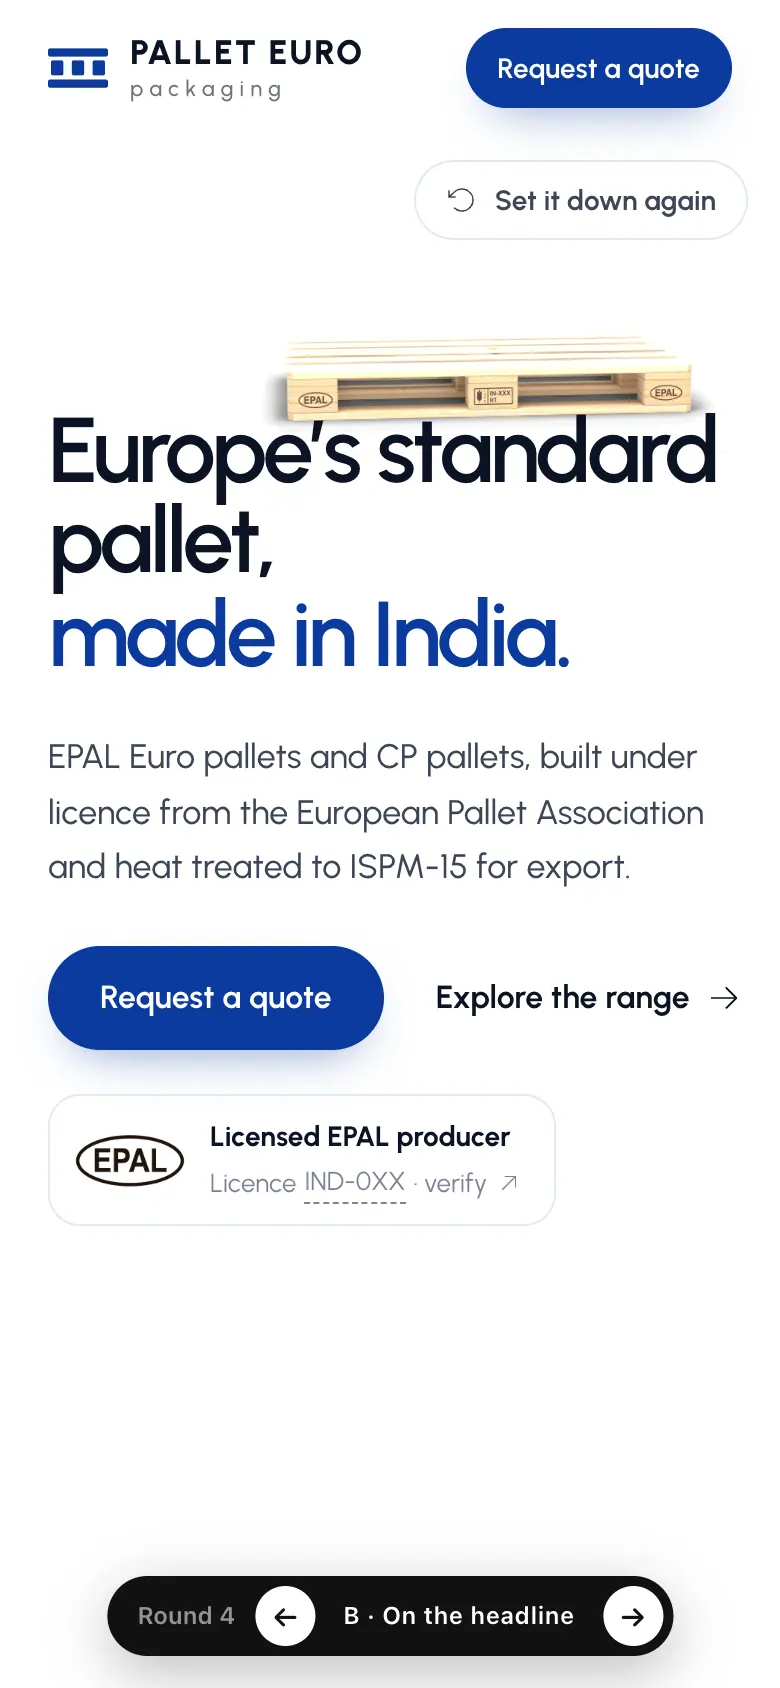 PALLET EURO
packaging
Request a quote
Set it down again
EPAL
IN-XXX
HT
EPAL
Europe’s standard
pallet,
made in India.
EPAL Euro pallets and CP pallets, built under
licence from the European Pallet Association
and heat treated to ISPM-15 for export.
Request a quote
Explore the range
EPAL
Licensed EPAL producer
Licence IND-0XX · verify
Round 4
B · On the headline